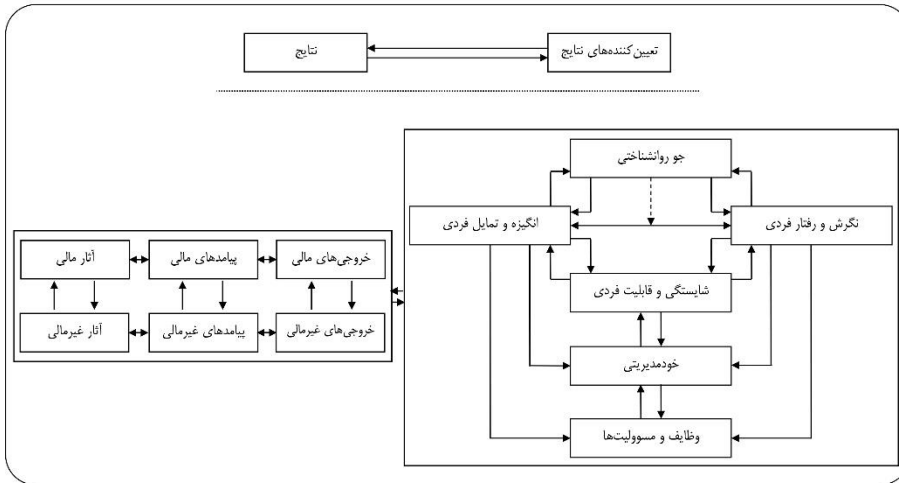 تعیین‌کننده‌های نتایج
نتایج
جو روانشناختی
نگرش و رفتار فردی
انگیزه و تمایل فردی
شایستگی و قابلیت فردی
خودمدیریتی
وظایف و مسوولیت‌ها
خروجی‌های مالی
پیامدهای مالی
آثار مالی
خروجی‌های غیرمالی
پیامدهای غیرمالی
آثار غیرمالی